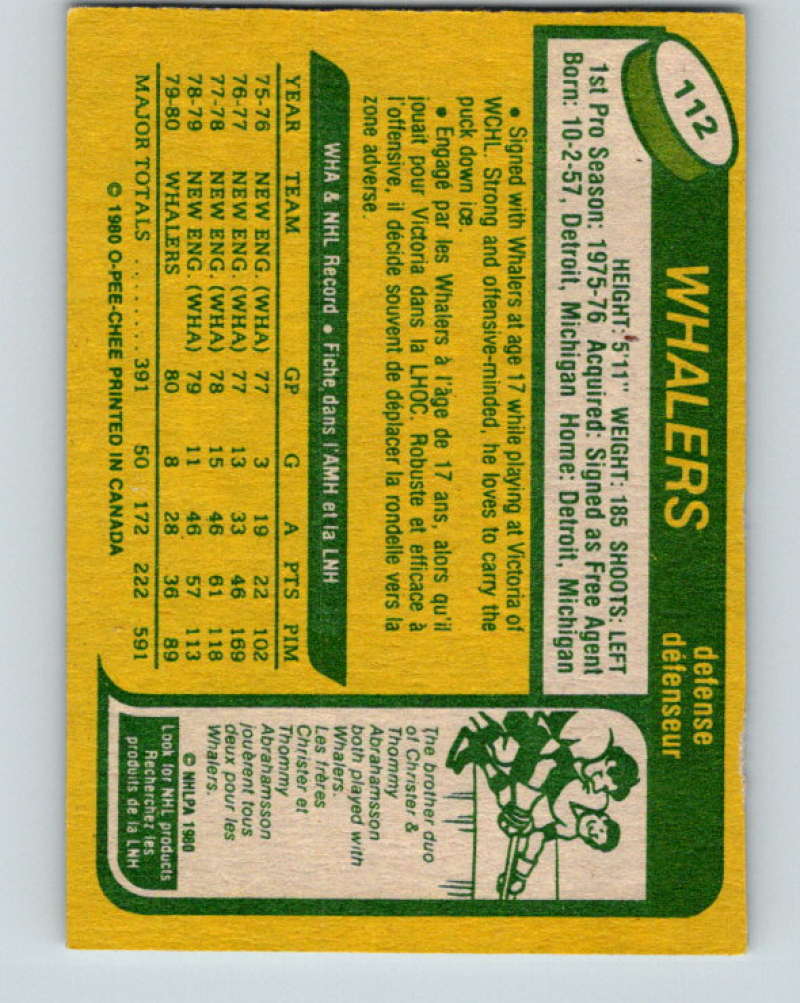 112
WHALERS
defense
défenseur
HEIGHT: 5'11" WEIGHT: 185 SHOOTS: LEFT
1st Pro Season: 1975-76 Acquired: Signed as Free Agent
Born: 10-2-57, Detroit, Michigan Home: Detroit, Michigan
• Signed with Whalers at age 17 while playing at Victoria of
WCHL. Strong and offensive-minded, he loves to carry the
puck down ice.
• Engagé par les Whalers à l'âge de 17 ans, alors qu'il
jouait pour Victoria dans la LHOC. Robuste et efficace à
l'offensive, il décide souvent de déplacer la rondelle vers la
zone adverse.
WHA & NHL Record • Fiche dans l'AMH et la LNH
YEAR TEAM GP G A PTS PIM
75-76 NEW ENG. (WHA) 77 3 19 22 102
76-77 NEW ENG. (WHA) 77 13 33 46 169
77-78 NEW ENG. (WHA) 78 15 46 61 118
78-79 NEW ENG. (WHA) 79 11 46 57 113
79-80 WHALERS 80 8 28 36 89
MAJOR TOTALS ........ 391 50 172 222 591
© 1980 O-PEE-CHEE PRINTED IN CANADA
The brother duo
of Christer &
Thommy
Abrahamsson
both played with
Whalers.
Les frères
Christer et
Thommy
Abrahamsson
jouèrent tous
deux pour les
Whalers.
© NHLPA 1980
Look for NHL products
Recherchez les
produits de la LNH